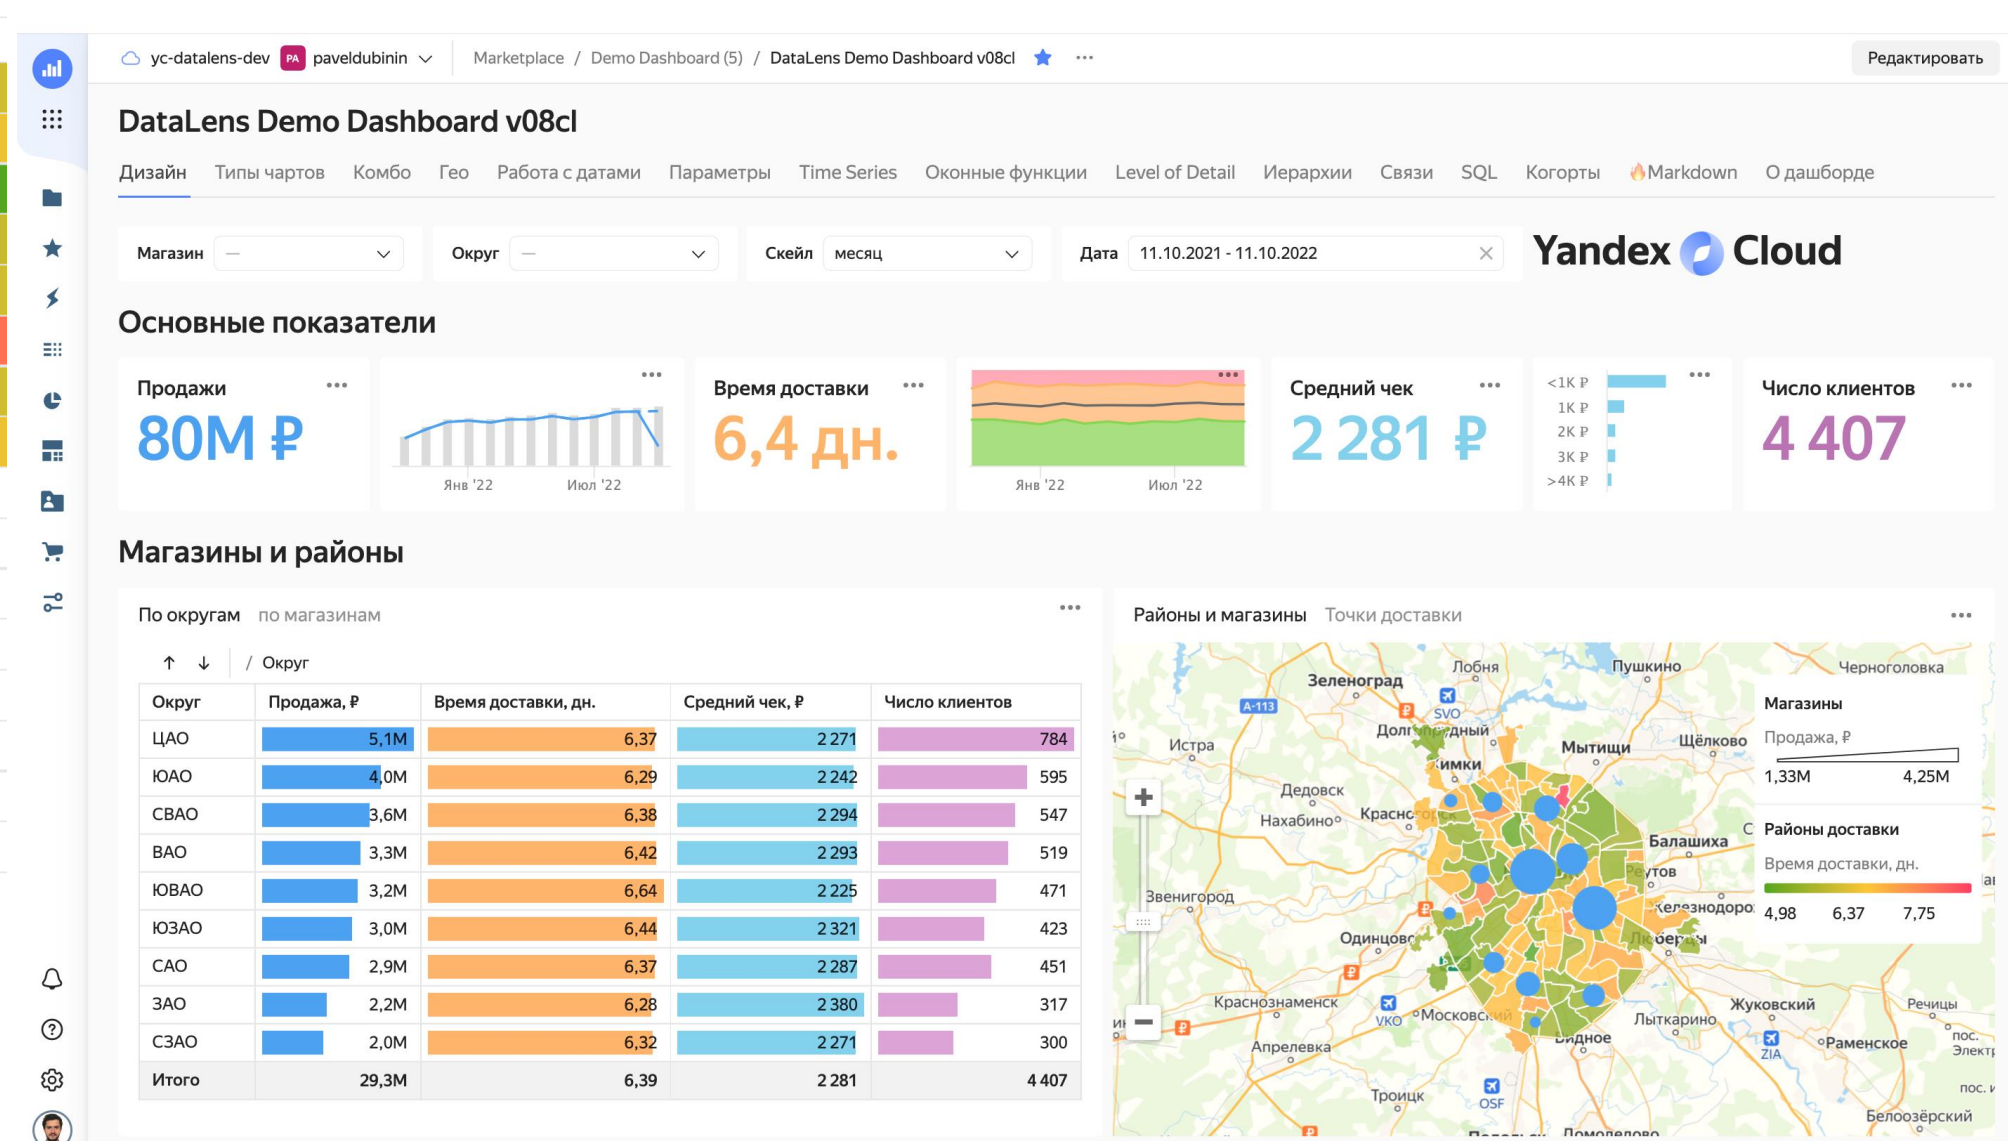 yc-datalens-dev PA paveldubinin Marketplace / Demo Dashboard (5) / DataLens Demo Dashboard v08cl
Редактировать
DataLens Demo Dashboard v08cl
Дизайн Типы чартов Комбо Гео Работа с датами Параметры Time Series Оконные функции Level of Detail Иерархии Связи SQL Когорты 🔥Markdown О дашборде
Магазин — Округ — Скейл месяц Дата 11.10.2021 - 11.10.2022 Yandex Cloud
Основные показатели
Продажи
80M ₽
Янв '22 Июл '22
Время доставки
6,4 дн.
Янв '22 Июл '22
Средний чек
2 281 ₽
<1K ₽
1K ₽
2K ₽
3K ₽
>4K ₽
Число клиентов
4 407
Магазины и районы
По округам по магазинам
/ Округ
Округ Продажа, ₽ Время доставки, дн. Средний чек, ₽ Число клиентов
ЦАО 5,1M 6,37 2 271 784
ЮАО 4,0M 6,29 2 242 595
СВАО 3,6M 6,38 2 294 547
ВАО 3,3M 6,42 2 293 519
ЮВАО 3,2M 6,64 2 225 471
ЮЗАО 3,0M 6,44 2 321 423
САО 2,9M 6,37 2 287 451
ЗАО 2,2M 6,28 2 380 317
СЗАО 2,0M 6,32 2 271 300
Итого 29,3M 6,39 2 281 4 407
Районы и магазины Точки доставки
Лобня Пушкино Черноголовка
Зеленоград
A-113
SVO
Истра
Мытищи Щёлково
Дедовск
Нахабино
Балашиха
Звенигород
Краснознаменск
VKO
Лыткарино
Жуковский
Речицы
Апрелевка
ZIA
Раменское
пос.
Троицк
OSF
Белоозёрский
Магазины
Продажа, ₽
1,33M 4,25M
Районы доставки
Время доставки, дн.
4,98 6,37 7,75